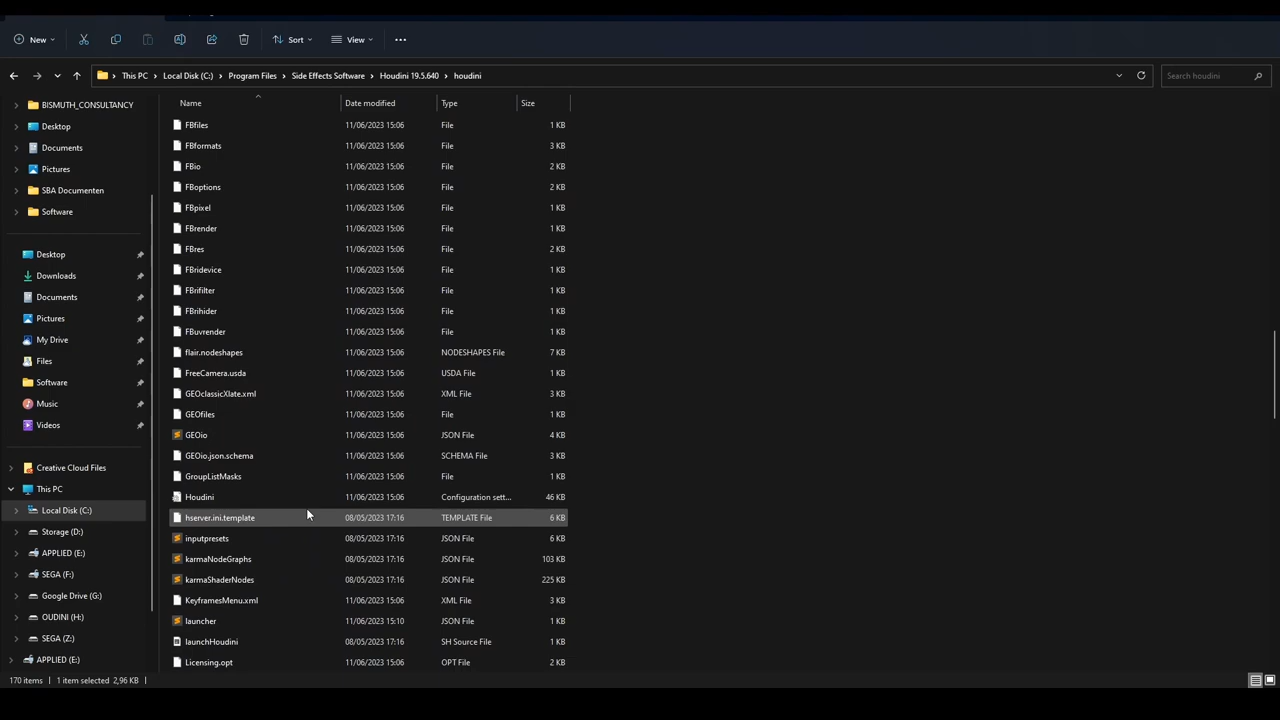 New
Sort
View
This PC > Local Disk (C:) > Program Files > Side Effects Software > Houdini 19.5.640 > houdini
Search houdini
BISMUTH_CONSULTANCY
Desktop
Documents
Pictures
SBA Documenten
Software
Desktop
Downloads
Documents
Pictures
My Drive
Files
Software
Music
Videos
Creative Cloud Files
This PC
Local Disk (C:)
Storage (D:)
APPLIED (E:)
SEGA (F:)
Google Drive (G:)
OUDINI (H:)
SEGA (Z:)
APPLIED (E:)
Name Date modified Type Size
FBfiles 11/06/2023 15:06 File 1 KB
FBformats 11/06/2023 15:06 File 3 KB
FBio 11/06/2023 15:06 File 2 KB
FBoptions 11/06/2023 15:06 File 2 KB
FBpixel 11/06/2023 15:06 File 1 KB
FBrender 11/06/2023 15:06 File 1 KB
FBres 11/06/2023 15:06 File 2 KB
FBridevice 11/06/2023 15:06 File 1 KB
FBrifilter 11/06/2023 15:06 File 1 KB
FBrihider 11/06/2023 15:06 File 1 KB
FBuvrender 11/06/2023 15:06 File 1 KB
flair.nodeshapes 11/06/2023 15:06 NODESHAPES File 7 KB
FreeCamera.usda 11/06/2023 15:06 USDA File 1 KB
GEOclassicXlate.xml 11/06/2023 15:06 XML File 3 KB
GEOfiles 11/06/2023 15:06 File 1 KB
GEOio 11/06/2023 15:06 JSON File 4 KB
GEOio.json.schema 11/06/2023 15:06 SCHEMA File 3 KB
GroupListMasks 11/06/2023 15:06 File 1 KB
Houdini 11/06/2023 15:06 Configuration sett... 46 KB
hserver.ini.template 08/05/2023 17:16 TEMPLATE File 6 KB
inputpresets 08/05/2023 17:16 JSON File 6 KB
karmaNodeGraphs 08/05/2023 17:16 JSON File 103 KB
karmaShaderNodes 08/05/2023 17:16 JSON File 225 KB
KeyframesMenu.xml 11/06/2023 15:06 XML File 3 KB
launcher 11/06/2023 15:10 JSON File 1 KB
launchHoudini 08/05/2023 17:16 SH Source File 1 KB
Licensing.opt 11/06/2023 15:06 OPT File 2 KB
170 items 1 item selected 2,96 KB